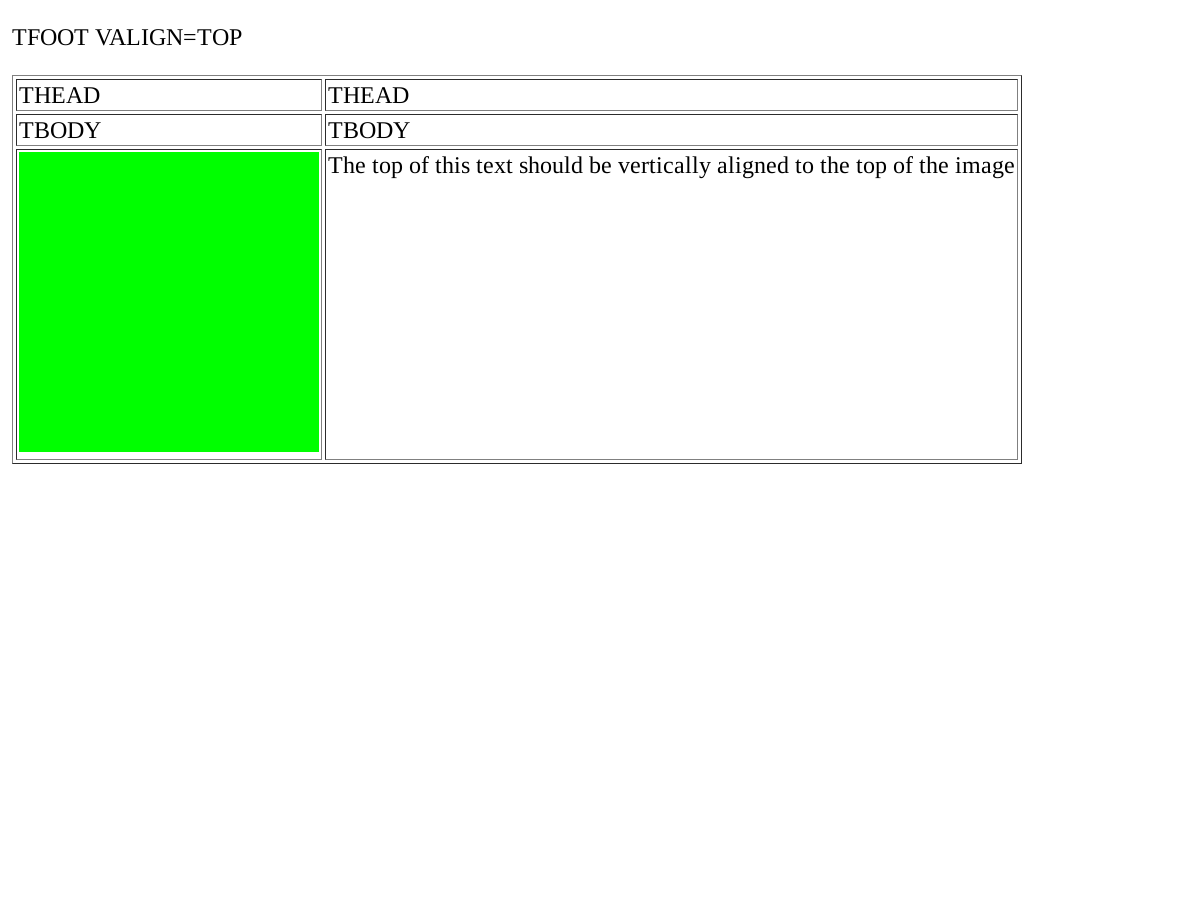 TFOOT VALIGN=TOP
THEAD THEAD
TBODY TBODY
The top of this text should be vertically aligned to the top of the image